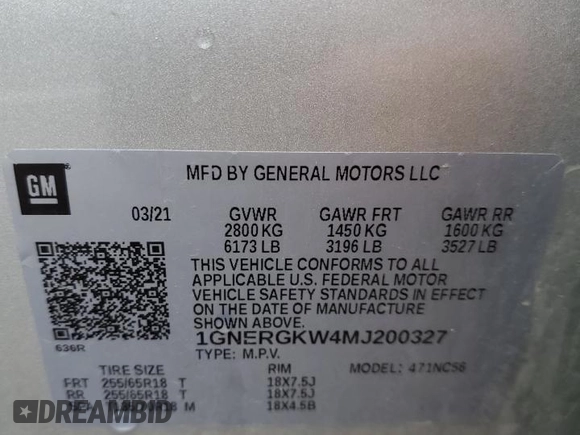 GM
MFD BY GENERAL MOTORS LLC
03/21 GVWR GAWR FRT GAWR RR
2800 KG 1450 KG 1600 KG
6173 LB 3196 LB 3527 LB
THIS VEHICLE CONFORMS TO ALL
APPLICABLE U.S. FEDERAL MOTOR
VEHICLE SAFETY STANDARDS IN EFFECT
ON THE DATE OF MANUFACTURE
SHOWN ABOVE.
636R 1GNERGKW4MJ200327
TYPE: M.P.V. MODEL: 471NC56
TIRE SIZE RIM
FRT 255/65R18 T 18X7.5J
RR 255/65R18 T 18X7.5J
M 18X4.5B
DREAMBID.COM